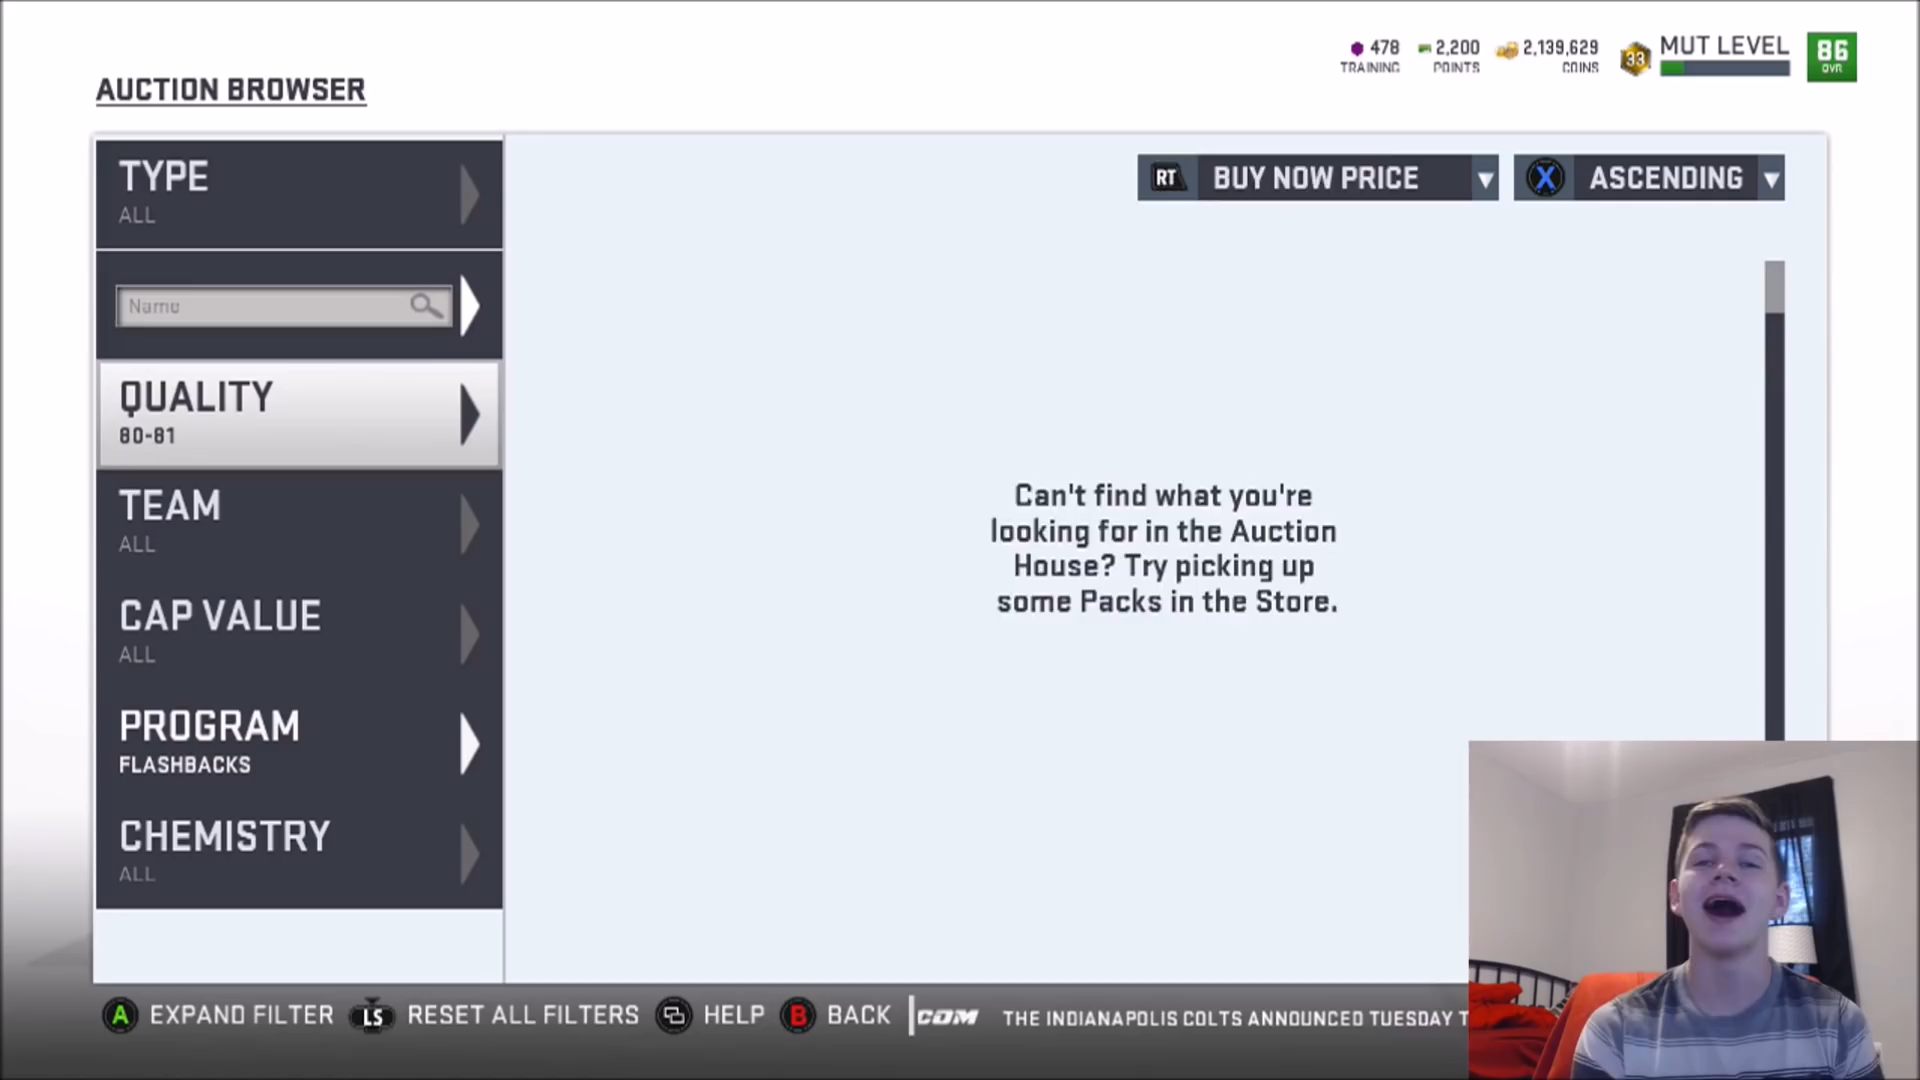 478
TRAINING
2,200
POINTS
2,139,629
COINS
33
MUT LEVEL
86
OVR
AUCTION BROWSER
TYPE
ALL
Name
QUALITY
80-81
TEAM
ALL
CAP VALUE
ALL
PROGRAM
FLASHBACKS
CHEMISTRY
ALL
RT BUY NOW PRICE
X ASCENDING
Can't find what you're
looking for in the Auction
House? Try picking up
some Packs in the Store.
A EXPAND FILTER LS RESET ALL FILTERS HELP B BACK
COM THE INDIANAPOLIS COLTS ANNOUNCED TUESDAY T